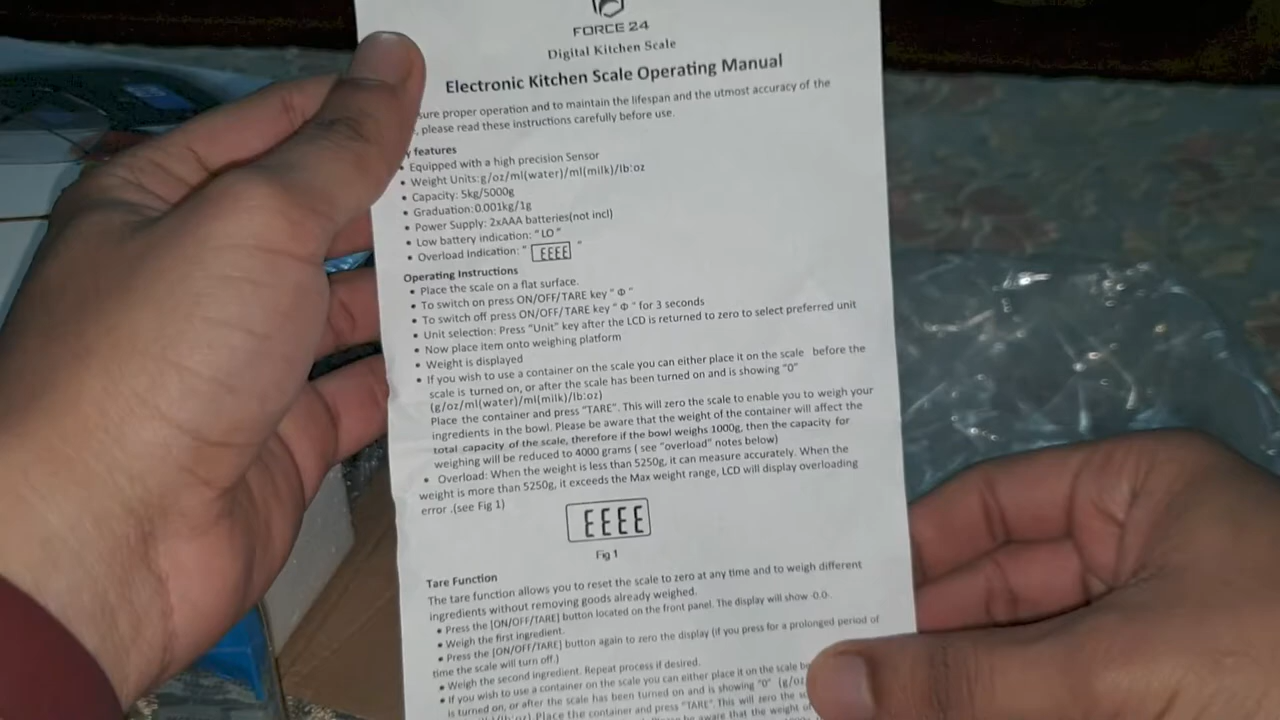 FORCE 24
Digital Kitchen Scale
Electronic Kitchen Scale Operating Manual
sure proper operation and to maintain the lifespan and the utmost accuracy of the
, please read these instructions carefully before use.
y features
• Equipped with a high precision Sensor
• Weight Units:g/oz/ml(water)/ml(milk)/lb:oz
• Capacity: 5kg/5000g
• Graduation:0.001kg/1g
• Power Supply: 2xAAA batteries(not incl)
• Low battery indication: " LO "
• Overload Indication: " EEEE "
Operating Instructions
• Place the scale on a flat surface.
• To switch on press ON/OFF/TARE key " Φ "
• To switch off press ON/OFF/TARE key " Φ " for 3 seconds
• Unit selection: Press "Unit" key after the LCD is returned to zero to select preferred unit
• Now place item onto weighing platform
• Weight is displayed
• If you wish to use a container on the scale you can either place it on the scale before the
scale is turned on, or after the scale has been turned on and is showing "0"
(g/oz/ml(water)/ml(milk)/lb:oz)
Place the container and press "TARE". This will zero the scale to enable you to weigh your
ingredients in the bowl. Please be aware that the weight of the container will affect the
total capacity of the scale, therefore if the bowl weighs 1000g, then the capacity for
weighing will be reduced to 4000 grams ( see "overload" notes below)
• Overload: When the weight is less than 5250g, it can measure accurately. When the
weight is more than 5250g, it exceeds the Max weight range, LCD will display overloading
error .(see Fig 1)
EEEE
Fig 1
Tare Function
The tare function allows you to reset the scale to zero at any time and to weigh different
ingredients without removing goods already weighed.
• Press the [ON/OFF/TARE] button located on the front panel. The display will show -0.0-.
• Weigh the first ingredient.
• Press the [ON/OFF/TARE] button again to zero the display (if you press for a prolonged period of
time the scale will turn off.)
• Weigh the second ingredient. Repeat process if desired.
• If you wish to use a container on the scale you can either place it on the scale be
is turned on, or after the scale has been turned on and is showing "0" (g/oz
Place the container and press "TARE". This will zero the
be aware that the weight of